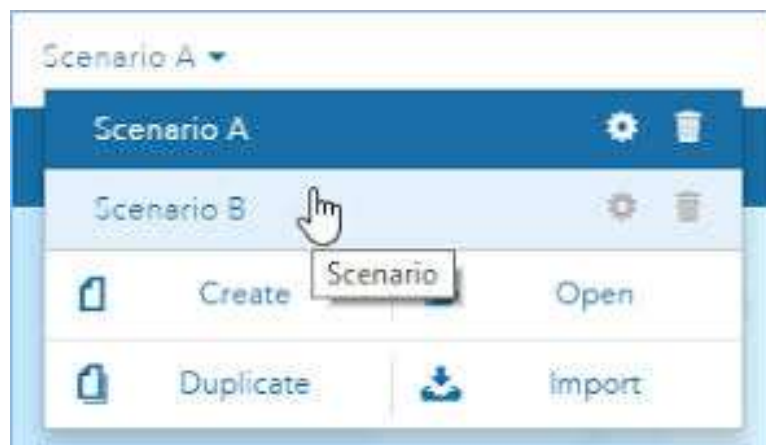 Scenario A
Scenario A
Scenario B
Scenario
Create Open
Duplicate Import